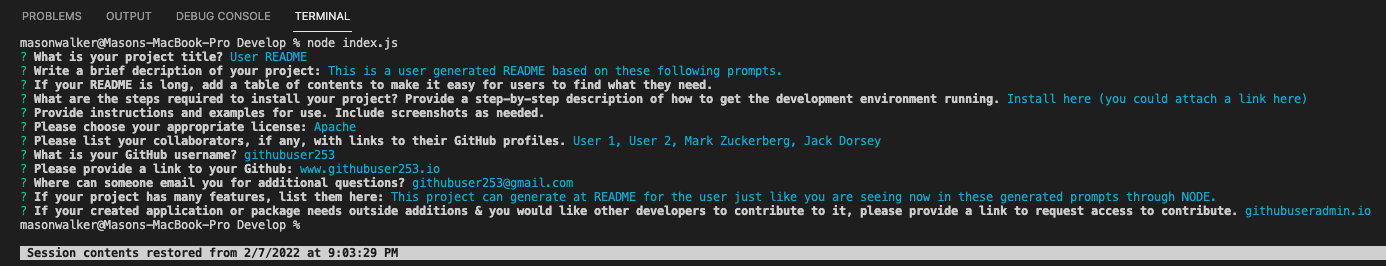 PROBLEMS OUTPUT DEBUG CONSOLE TERMINAL
masonwalker@Masons-MacBook-Pro Develop % node index.js
? What is your project title? User README
? Write a brief decription of your project: This is a user generated README based on these following prompts.
? If your README is long, add a table of contents to make it easy for users to find what they need.
? What are the steps required to install your project? Provide a step-by-step description of how to get the development environment running. Install here (you could attach a link here)
? Provide instructions and examples for use. Include screenshots as needed.
? Please choose your appropriate license: Apache
? Please list your collaborators, if any, with links to their GitHub profiles. User 1, User 2, Mark Zuckerberg, Jack Dorsey
? What is your GitHub username? githubuser253
? Please provide a link to your Github: www.githubuser253.io
? Where can someone email you for additional questions? githubuser253@gmail.com
? If your project has many features, list them here: This project can generate at README for the user just like you are seeing now in these generated prompts through NODE.
? If your created application or package needs outside additions & you would like other developers to contribute to it, please provide a link to request access to contribute. githubuseradmin.io
masonwalker@Masons-MacBook-Pro Develop %
Session contents restored from 2/7/2022 at 9:03:29 PM